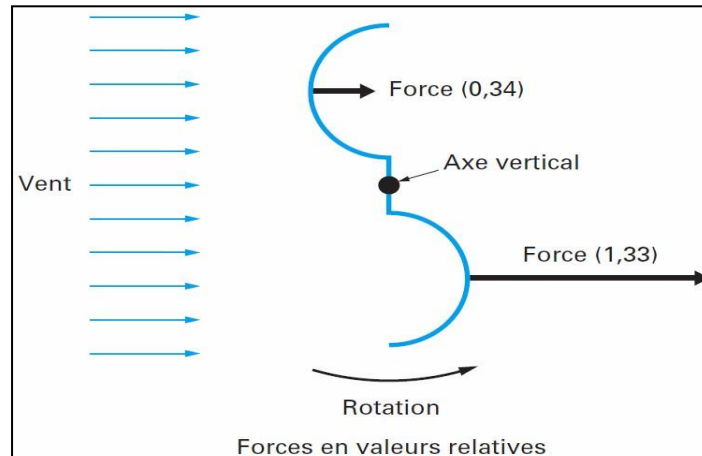 Force (0,34)
Axe vertical
Vent
Force (1,33)
Rotation
Forces en valeurs relatives